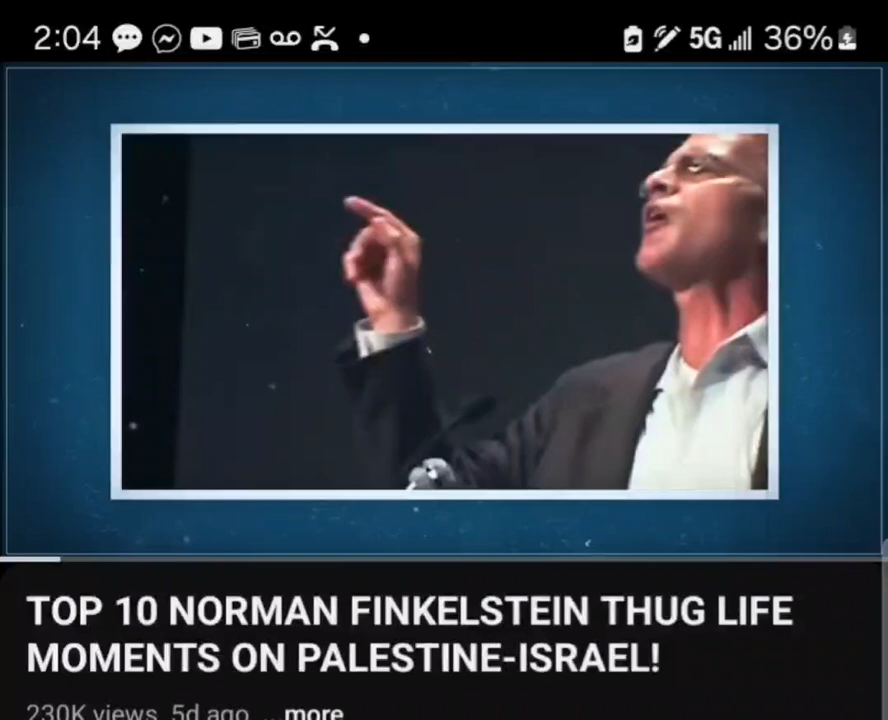 2:04 5G 36%
TOP 10 NORMAN FINKELSTEIN THUG LIFE
MOMENTS ON PALESTINE-ISRAEL!
230K views 5d ago ...more